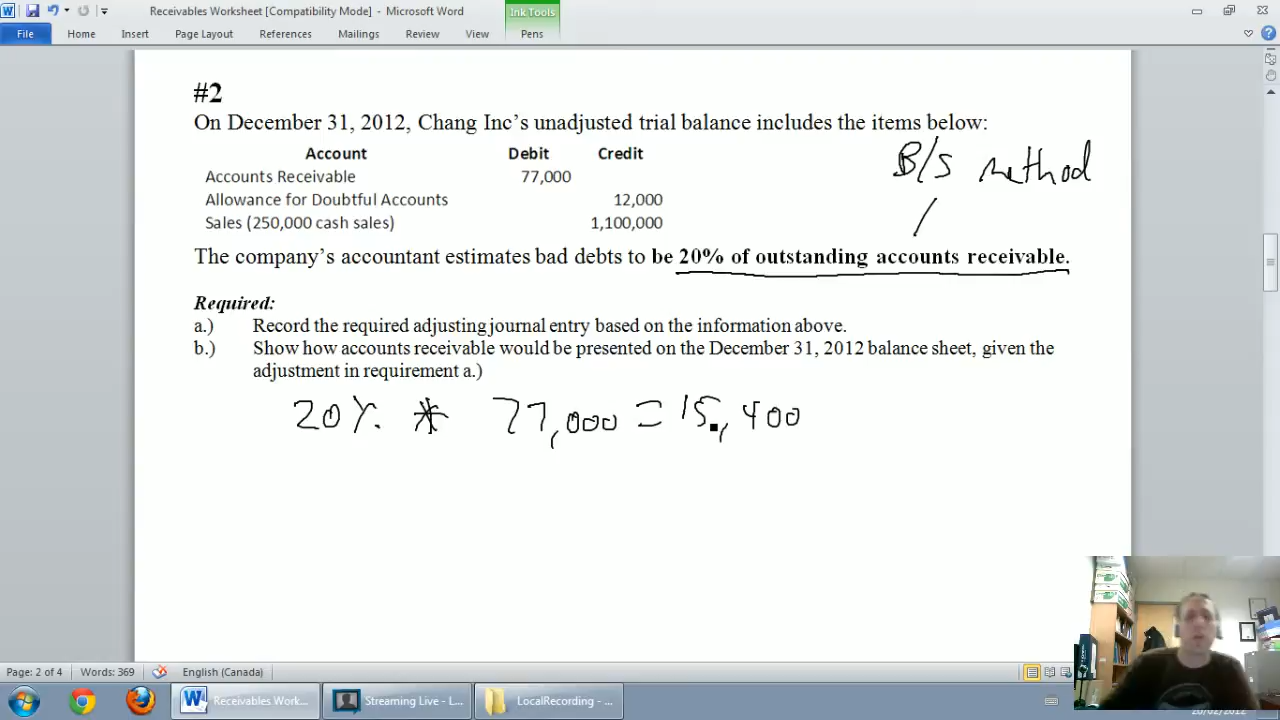 Receivables Worksheet [Compatibility Mode] - Microsoft Word
Ink Tools
File Home Insert Page Layout References Mailings Review View Pens
#2
On December 31, 2012, Chang Inc's unadjusted trial balance includes the items below:
Account Debit Credit
Accounts Receivable 77,000
Allowance for Doubtful Accounts 12,000
Sales (250,000 cash sales) 1,100,000
B/S method
The company's accountant estimates bad debts to be 20% of outstanding accounts receivable.
Required:
a.) Record the required adjusting journal entry based on the information above.
b.) Show how accounts receivable would be presented on the December 31, 2012 balance sheet, given the
adjustment in requirement a.)
20% * 77,000 = 15,400
Page: 2 of 4 Words: 369 English (Canada)
Receivables Work... Streaming Live - L... LocalRecording - ...
20/02/2012